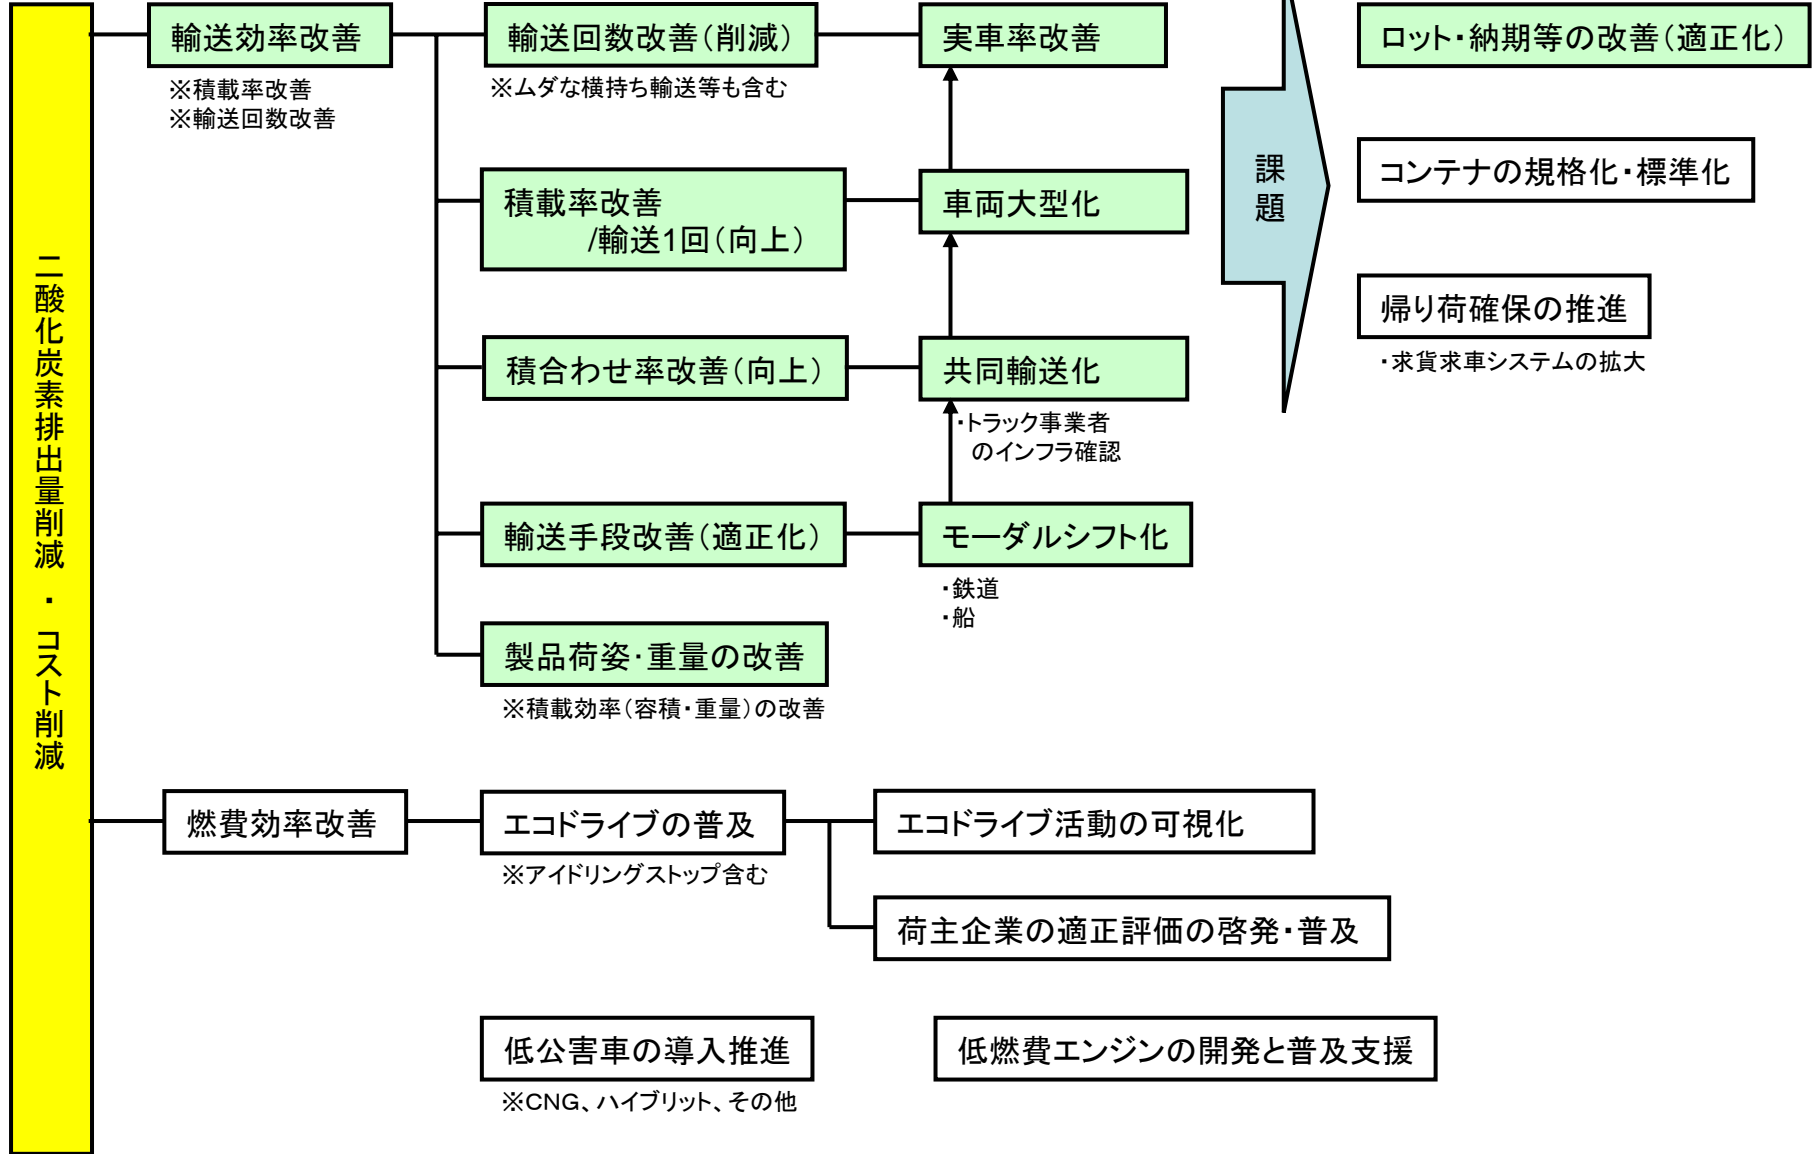 二酸化炭素排出量削減・コスト削減
輸送効率改善
※積載率改善
※輸送回数改善
輸送回数改善(削減)
※ムダな横持ち輸送等も含む
実車率改善
積載率改善
/輸送1回(向上)
車両大型化
積合わせ率改善(向上)
共同輸送化
・トラック事業者
のインフラ確認
輸送手段改善(適正化)
モーダルシフト化
・鉄道
・船
製品荷姿・重量の改善
※積載効率(容積・重量)の改善
課題
ロット・納期等の改善(適正化)
コンテナの規格化・標準化
帰り荷確保の推進
・求貨求車システムの拡大
燃費効率改善
エコドライブの普及
※アイドリングストップ含む
エコドライブ活動の可視化
荷主企業の適正評価の啓発・普及
低公害車の導入推進
※CNG、ハイブリット、その他
低燃費エンジンの開発と普及支援